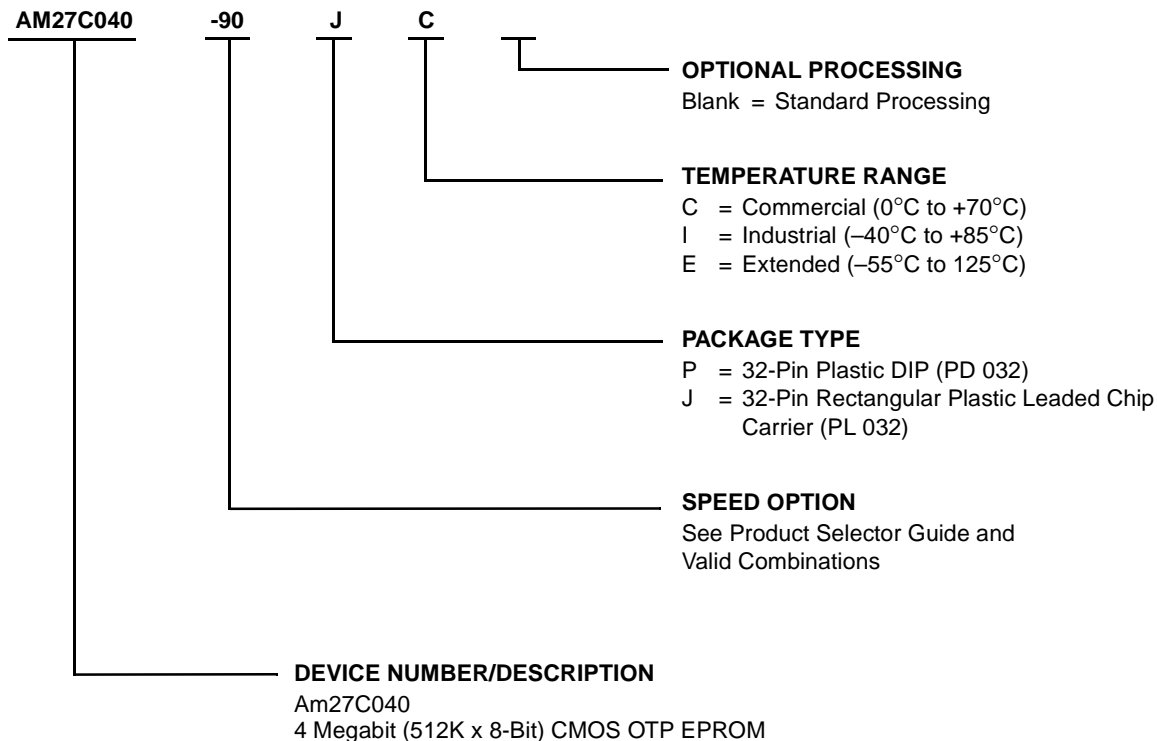 AM27C040 -90 J C
OPTIONAL PROCESSING
Blank = Standard Processing
TEMPERATURE RANGE
C = Commercial (0°C to +70°C)
I = Industrial (–40°C to +85°C)
E = Extended (–55°C to 125°C)
PACKAGE TYPE
P = 32-Pin Plastic DIP (PD 032)
J = 32-Pin Rectangular Plastic Leaded Chip
Carrier (PL 032)
SPEED OPTION
See Product Selector Guide and
Valid Combinations
DEVICE NUMBER/DESCRIPTION
Am27C040
4 Megabit (512K x 8-Bit) CMOS OTP EPROM